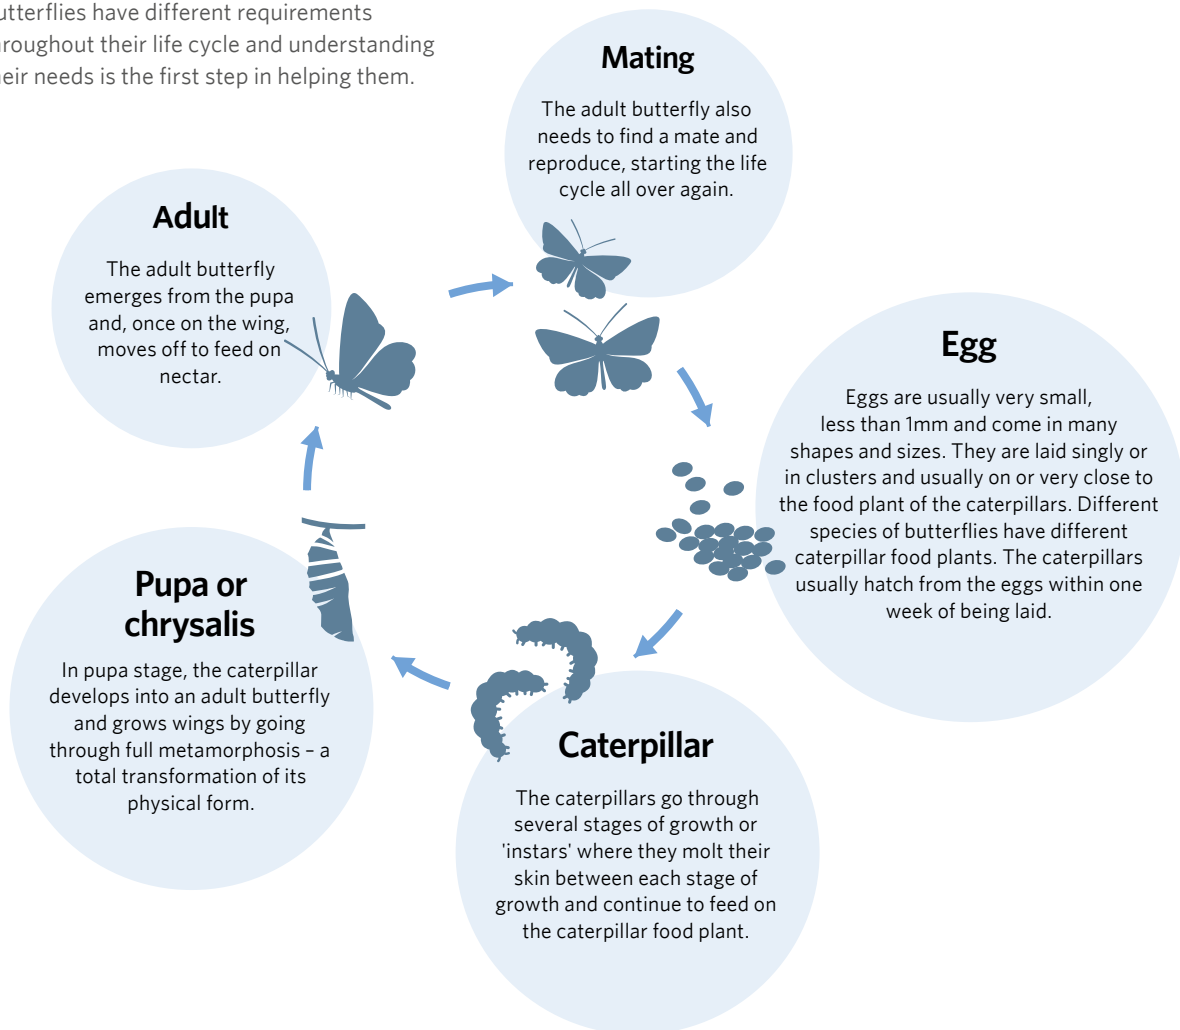 utterflies have different requirements
roughout their life cycle and understanding
eir needs is the first step in helping them.
Mating
The adult butterfly also
needs to find a mate and
reproduce, starting the life
cycle all over again.
Adult
The adult butterfly
emerges from the pupa
and, once on the wing,
moves off to feed on
nectar.
Egg
Eggs are usually very small,
less than 1mm and come in many
shapes and sizes. They are laid singly or
in clusters and usually on or very close to
the food plant of the caterpillars. Different
species of butterflies have different
caterpillar food plants. The caterpillars
usually hatch from the eggs within one
week of being laid.
Pupa or
chrysalis
In pupa stage, the caterpillar
develops into an adult butterfly
and grows wings by going
through full metamorphosis – a
total transformation of its
physical form.
Caterpillar
The caterpillars go through
several stages of growth or
'instars' where they molt their
skin between each stage of
growth and continue to feed on
the caterpillar food plant.